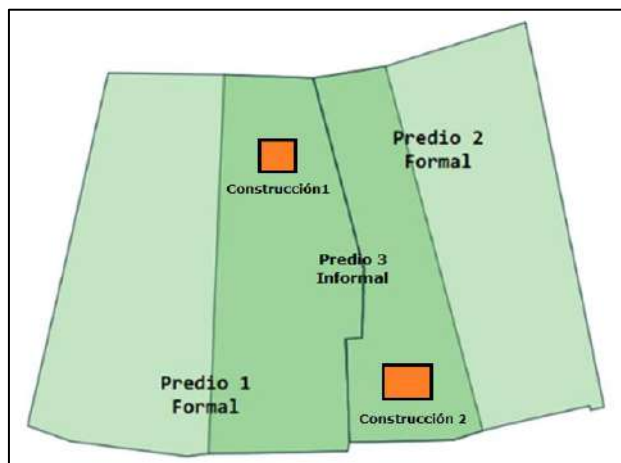 Predio 2
Formal
Construcción1
Predio 3
Informal
Predio 1
Formal
Construcción 2